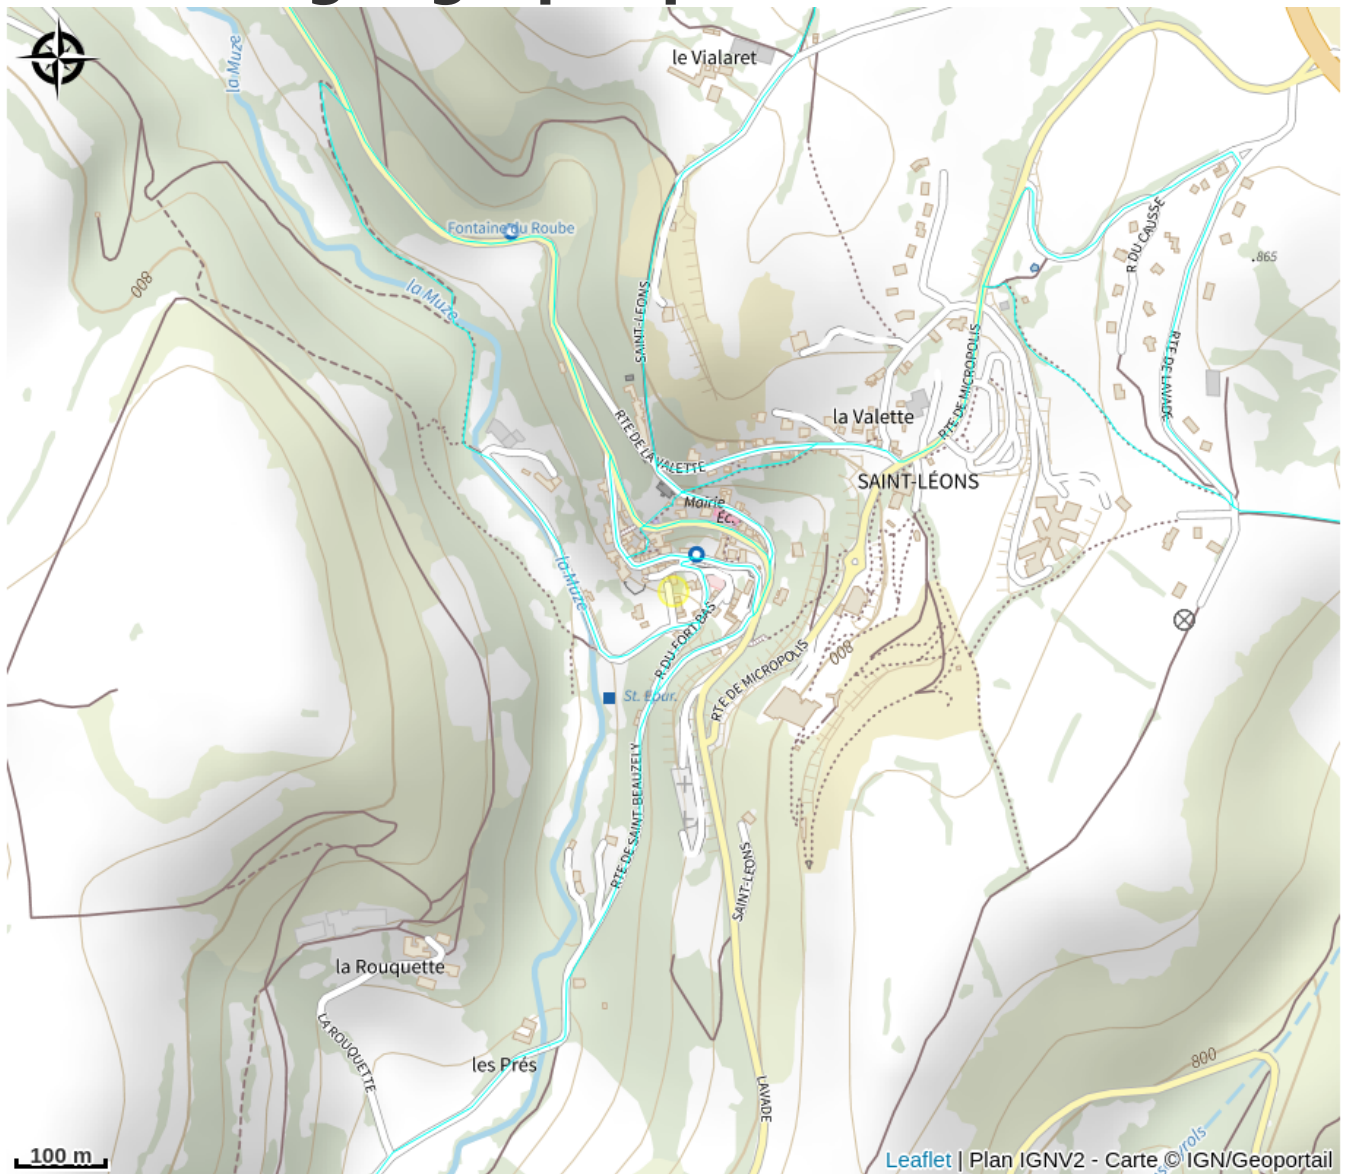 la Muze
le Vialaret
Fontaine du Roube
R DU CAUSSE
.865
800
la Muze
SAINT-LEONS
RTE DE MICROPOLIS
RTE DE LAVADE
la Valette
RTE DE LA VALETTE
SAINT-LÉONS
Mairie
Éc.
la Muze
R DU FORT BAS
RTE DE MICROPOLIS
800
St. Épur.
RTE DE SAINT-BEAUZELY
SAINT-LEONS
la Rouquette
LA ROUQUETTE
les Prés
800
LAVADE
100 m
Leaflet | Plan IGNV2 - Carte © IGN/Geoportail